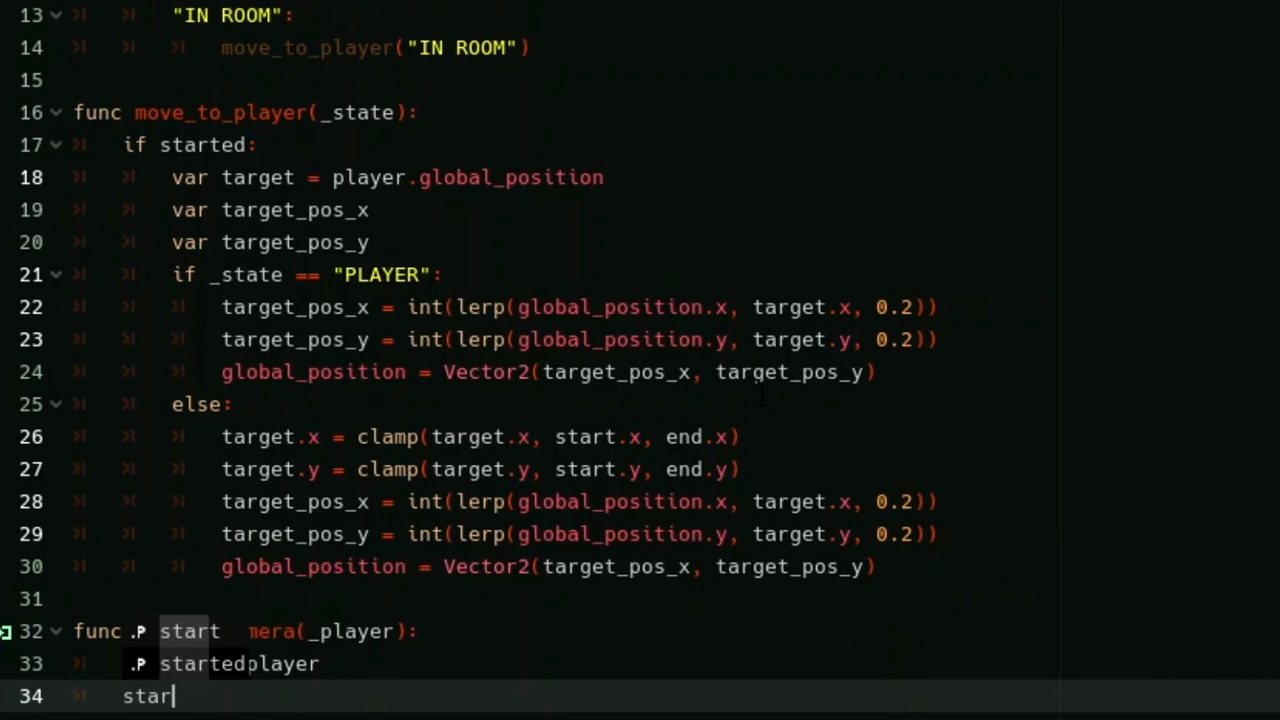 13 "IN ROOM":
14 move_to_player("IN ROOM")
15
16 func move_to_player(_state):
17 if started:
18 var target = player.global_position
19 var target_pos_x
20 var target_pos_y
21 if _state == "PLAYER":
22 target_pos_x = int(lerp(global_position.x, target.x, 0.2))
23 target_pos_y = int(lerp(global_position.y, target.y, 0.2))
24 global_position = Vector2(target_pos_x, target_pos_y)
25 else:
26 target.x = clamp(target.x, start.x, end.x)
27 target.y = clamp(target.y, start.y, end.y)
28 target_pos_x = int(lerp(global_position.x, target.x, 0.2))
29 target_pos_y = int(lerp(global_position.y, target.y, 0.2))
30 global_position = Vector2(target_pos_x, target_pos_y)
31
32 func .P start mera(_player):
33 .P started player
34 star